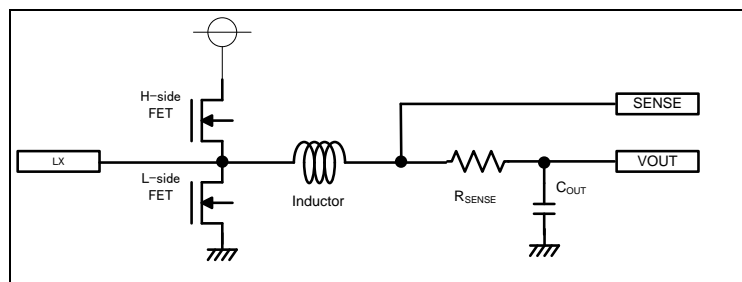 H-side
FET
SENSE
LX
VOUT
L-side
FET
Inductor
RSENSE
COUT